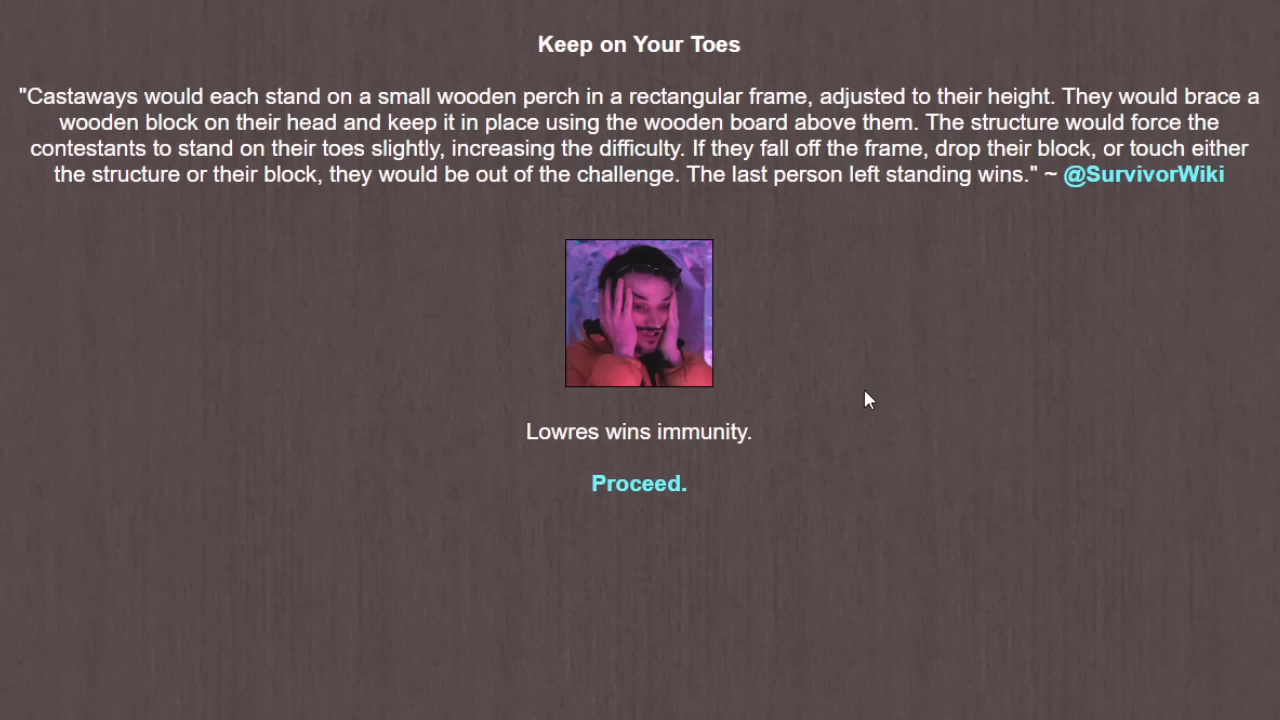 Keep on Your Toes
"Castaways would each stand on a small wooden perch in a rectangular frame, adjusted to their height. They would brace a
wooden block on their head and keep it in place using the wooden board above them. The structure would force the
contestants to stand on their toes slightly, increasing the difficulty. If they fall off the frame, drop their block, or touch either
the structure or their block, they would be out of the challenge. The last person left standing wins." ~ @SurvivorWiki
Lowres wins immunity.
Proceed.